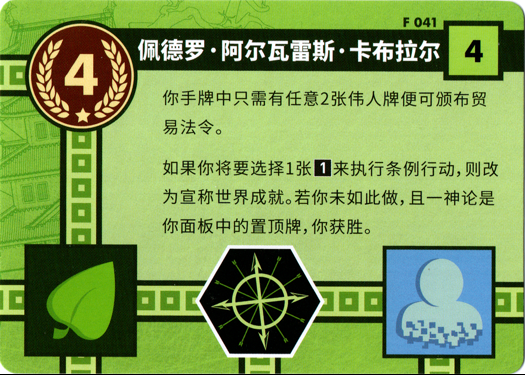 F 041
4
佩德罗·阿尔瓦雷斯·卡布拉尔
4
你手牌中只需有任意2张伟人牌便可颁布贸
易法令。
如果你将要选择1张1来执行条例行动，则改
为宣称世界成就。若你未如此做，且一神论是
你面板中的置顶牌，你获胜。